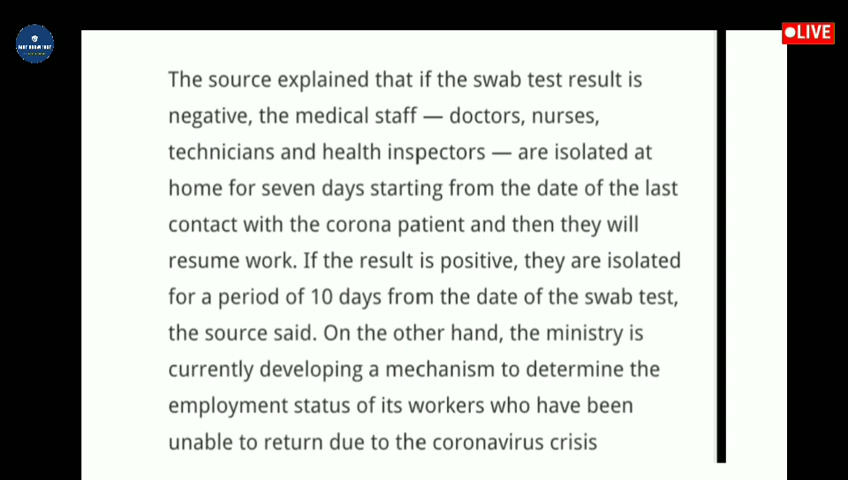 LIVE
The source explained that if the swab test result is
negative, the medical staff — doctors, nurses,
technicians and health inspectors — are isolated at
home for seven days starting from the date of the last
contact with the corona patient and then they will
resume work. If the result is positive, they are isolated
for a period of 10 days from the date of the swab test,
the source said. On the other hand, the ministry is
currently developing a mechanism to determine the
employment status of its workers who have been
unable to return due to the coronavirus crisis